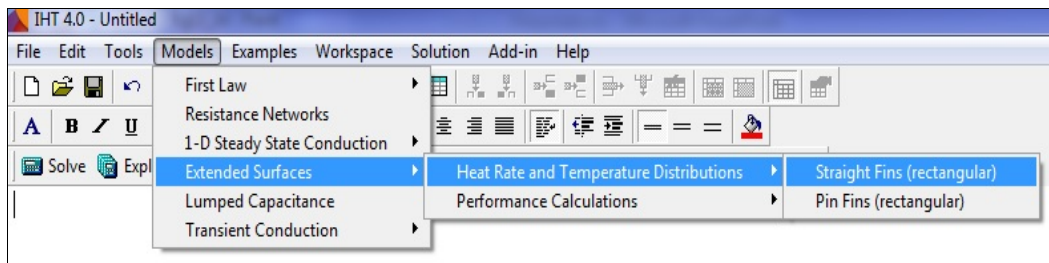 IHT 4.0 - Untitled
File Edit Tools Models Examples Workspace Solution Add-in Help
First Law
A B I U
Resistance Networks
1-D Steady State Conduction
Solve Expl
Extended Surfaces Heat Rate and Temperature Distributions Straight Fins (rectangular)
Lumped Capacitance Performance Calculations Pin Fins (rectangular)
Transient Conduction